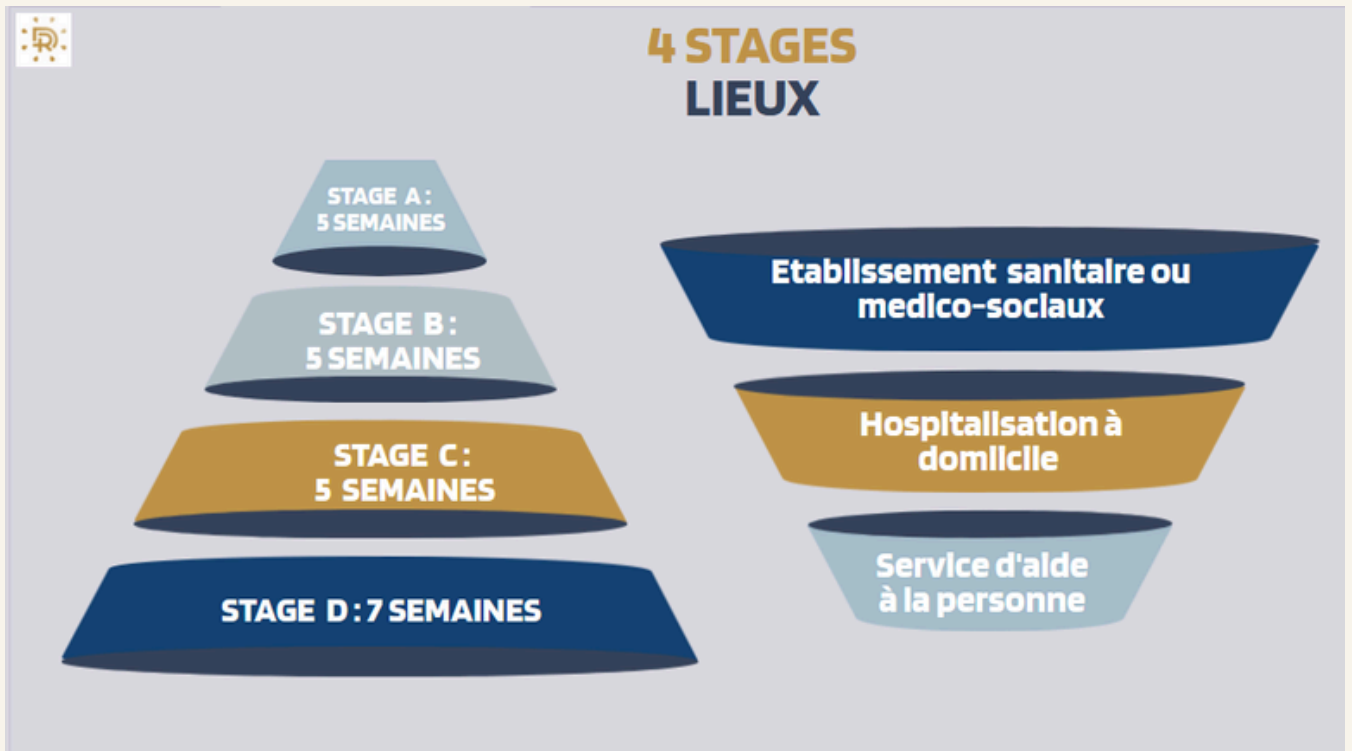 4 STAGES
LIEUX
STAGE A :
5 SEMAINES
STAGE B :
5 SEMAINES
STAGE C :
5 SEMAINES
STAGE D : 7 SEMAINES
Etablissement sanitaire ou
medico-sociaux
Hospitalisation à
domicile
Service d'aide
à la personne